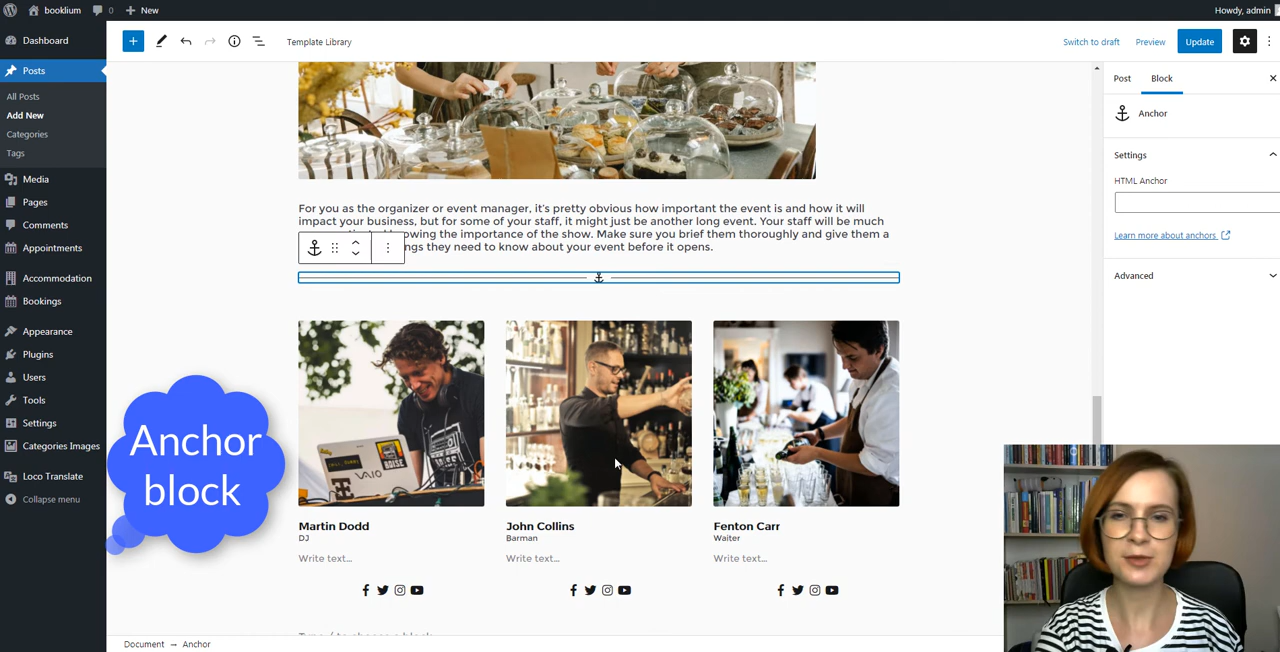 booklium 0 New Howdy, admin
Dashboard
Posts
All Posts
Add New
Categories
Tags
Media
Pages
Comments
Appointments
Accommodation
Bookings
Appearance
Plugins
Users
Tools
Settings
Categories Images
Loco Translate
Collapse menu
Template Library
Switch to draft Preview Update
For you as the organizer or event manager, it's pretty obvious how important the event is and how it will
impact your business, but for some of your staff, it might just be another long event. Your staff will be much
knowing the importance of the show. Make sure you brief them thoroughly and give them a
they need to know about your event before it opens.
VAIO
NOISE
Martin Dodd
DJ
Write text...
John Collins
Barman
Write text...
Fenton Carr
Waiter
Write text...
Anchor
block
Document → Anchor
Post Block
Anchor
Settings
HTML Anchor
Learn more about anchors
Advanced